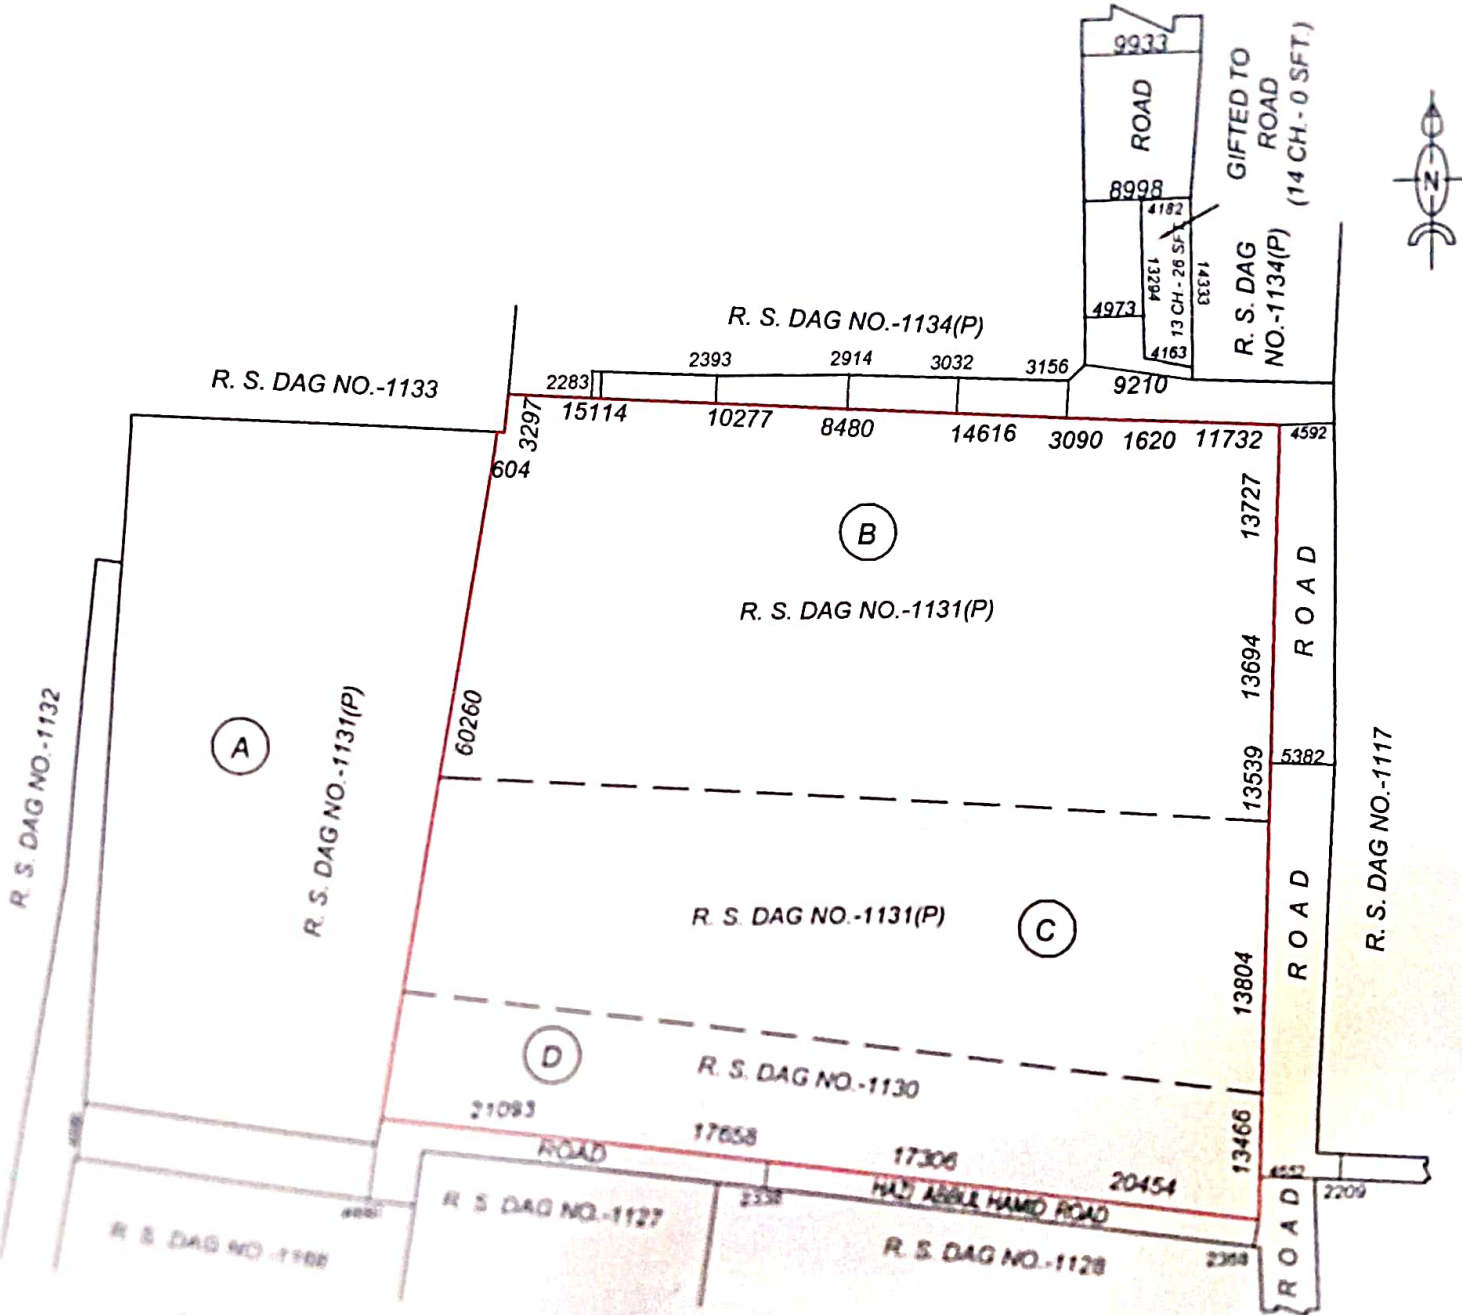 9933
ROAD
GIFTED TO
ROAD
(14 CH.- 0 SFT.)
N
8998
4182
13294
13 CH - 26 SFT.
14333
R. S. DAG
NO.-1134(P)
4973
4163
R. S. DAG NO.-1134(P)
2393
2914
3032
3156
9210
R. S. DAG NO.-1133
2283
15114
10277
8480
14616
3090
1620
11732
4592
3297
604
13727
B
R. S. DAG NO.-1131(P)
ROAD
13694
60260
A
R. S. DAG NO.-1131(P)
R. S. DAG NO.-1132
13539
5382
R. S. DAG NO.-1117
R. S. DAG NO.-1131(P)
C
ROAD
13804
D
R. S. DAG NO.-1130
21093
17658
17306
20454
13466
ROAD
HAJI ABBUL HAMID ROAD
2209
R. S. DAG NO.-1127
R. S. DAG NO.-1128
ROAD
R. S. DAG NO.-